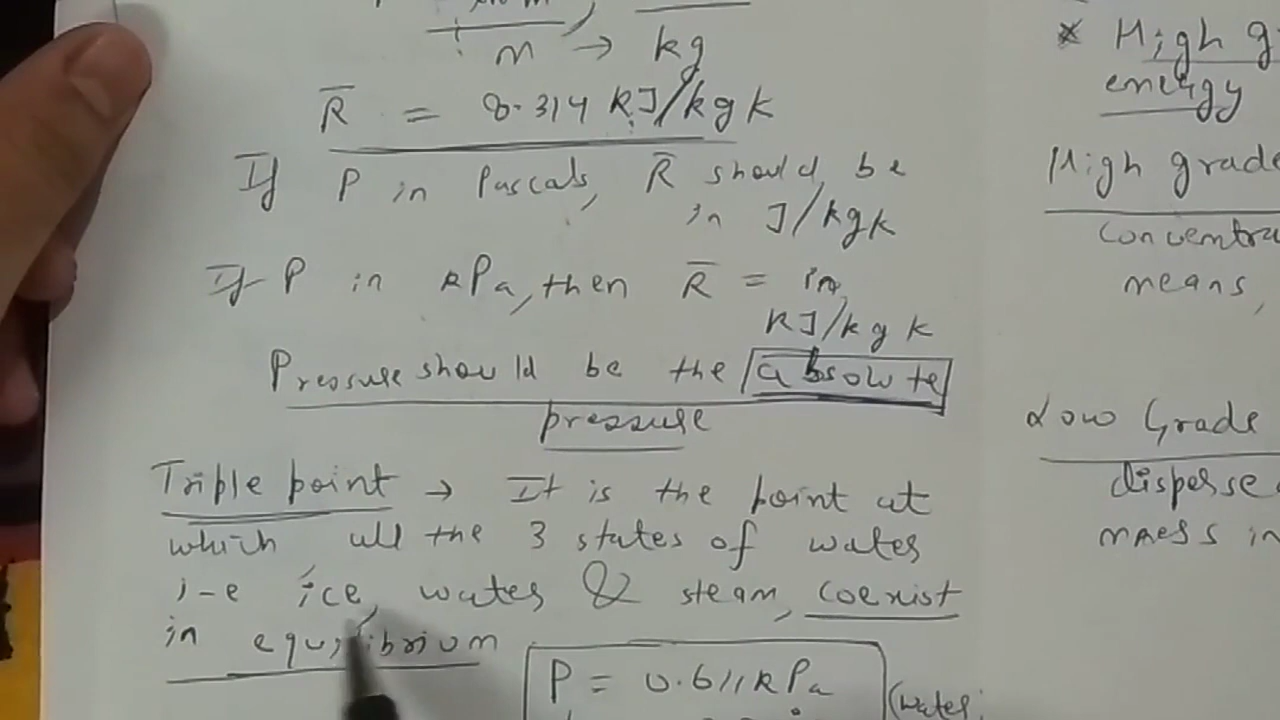 m → kg
R̅ = 8.314 KJ/kgk
If P in Pascals, R̅ should be
in J/kgk
If P in KPa, then R̅ = in
KJ/kgk
Pressure should be the absolute
pressure
Triple point → It is the point at
which all the 3 states of water
i-e ice, water & steam, coexist
in equilibrium
P = 0.611KPa
(water,
* High g
energy
High grade
concentra
means,
Low Grade
disperse
mass in